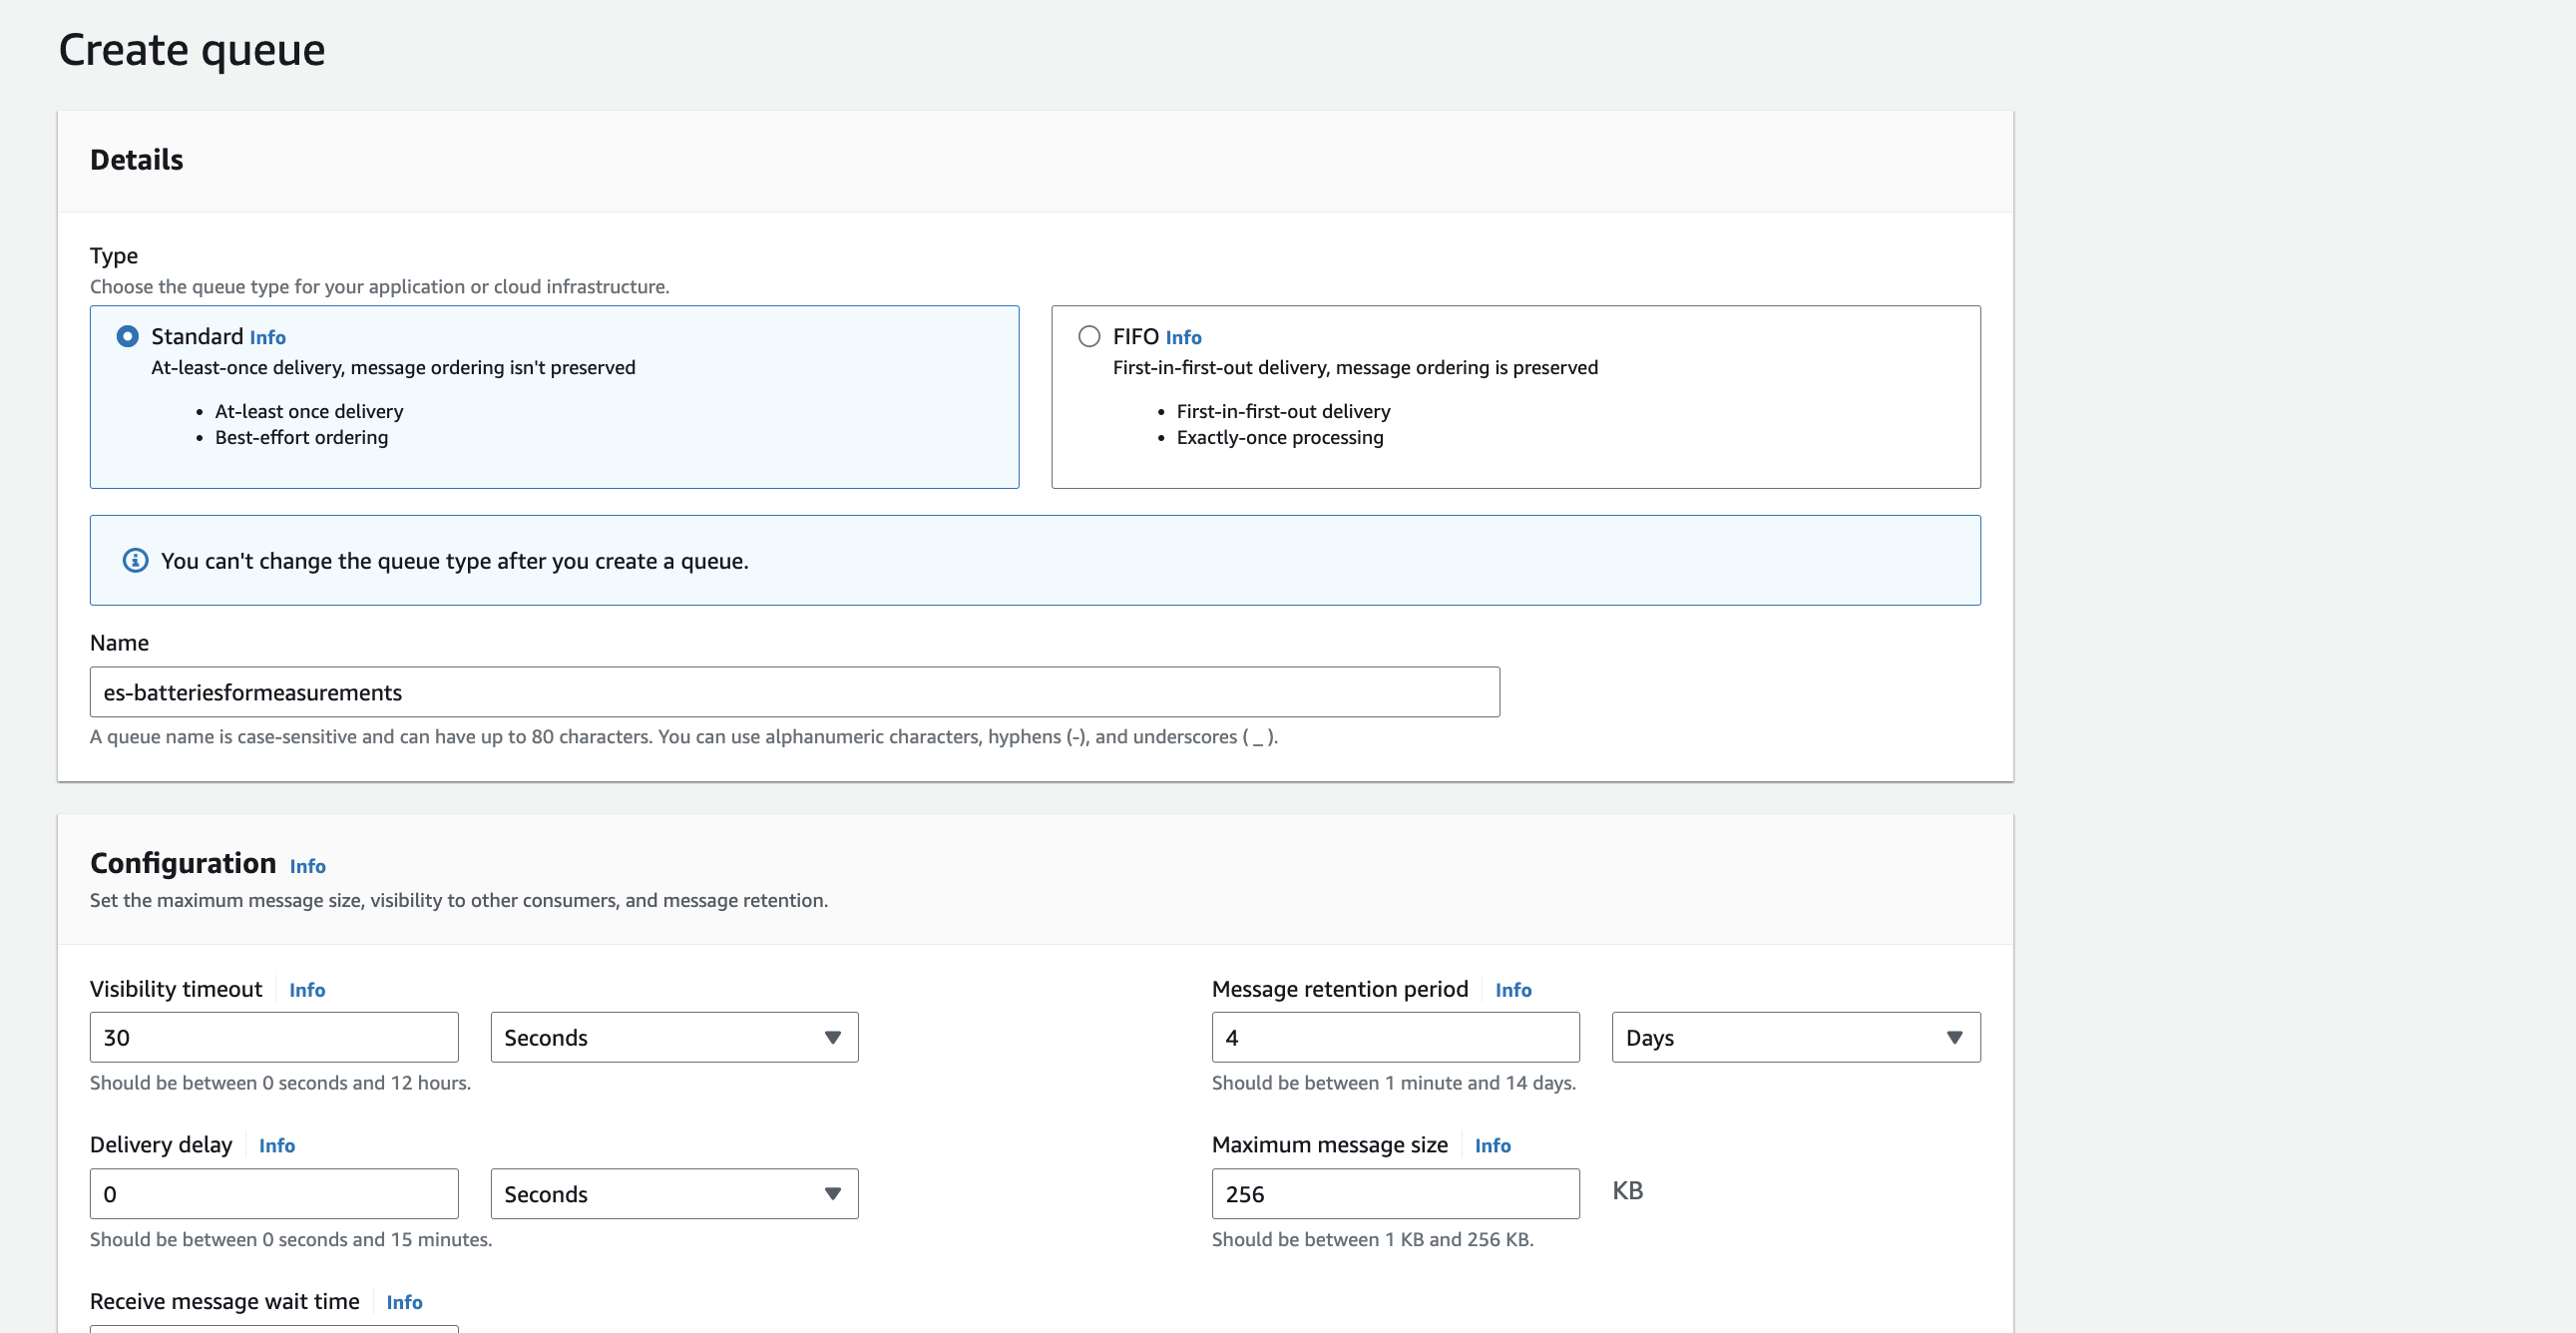 Create queue
Details
Type
Choose the queue type for your application or cloud infrastructure.
Standard Info
At-least-once delivery, message ordering isn't preserved
• At-least once delivery
• Best-effort ordering
FIFO Info
First-in-first-out delivery, message ordering is preserved
• First-in-first-out delivery
• Exactly-once processing
You can't change the queue type after you create a queue.
Name
es-batteriesformeasurements
A queue name is case-sensitive and can have up to 80 characters. You can use alphanumeric characters, hyphens (-), and underscores ( _ ).
Configuration Info
Set the maximum message size, visibility to other consumers, and message retention.
Visibility timeout Info
30 Seconds
Should be between 0 seconds and 12 hours.
Message retention period Info
4 Days
Should be between 1 minute and 14 days.
Delivery delay Info
0 Seconds
Should be between 0 seconds and 15 minutes.
Maximum message size Info
256 KB
Should be between 1 KB and 256 KB.
Receive message wait time Info